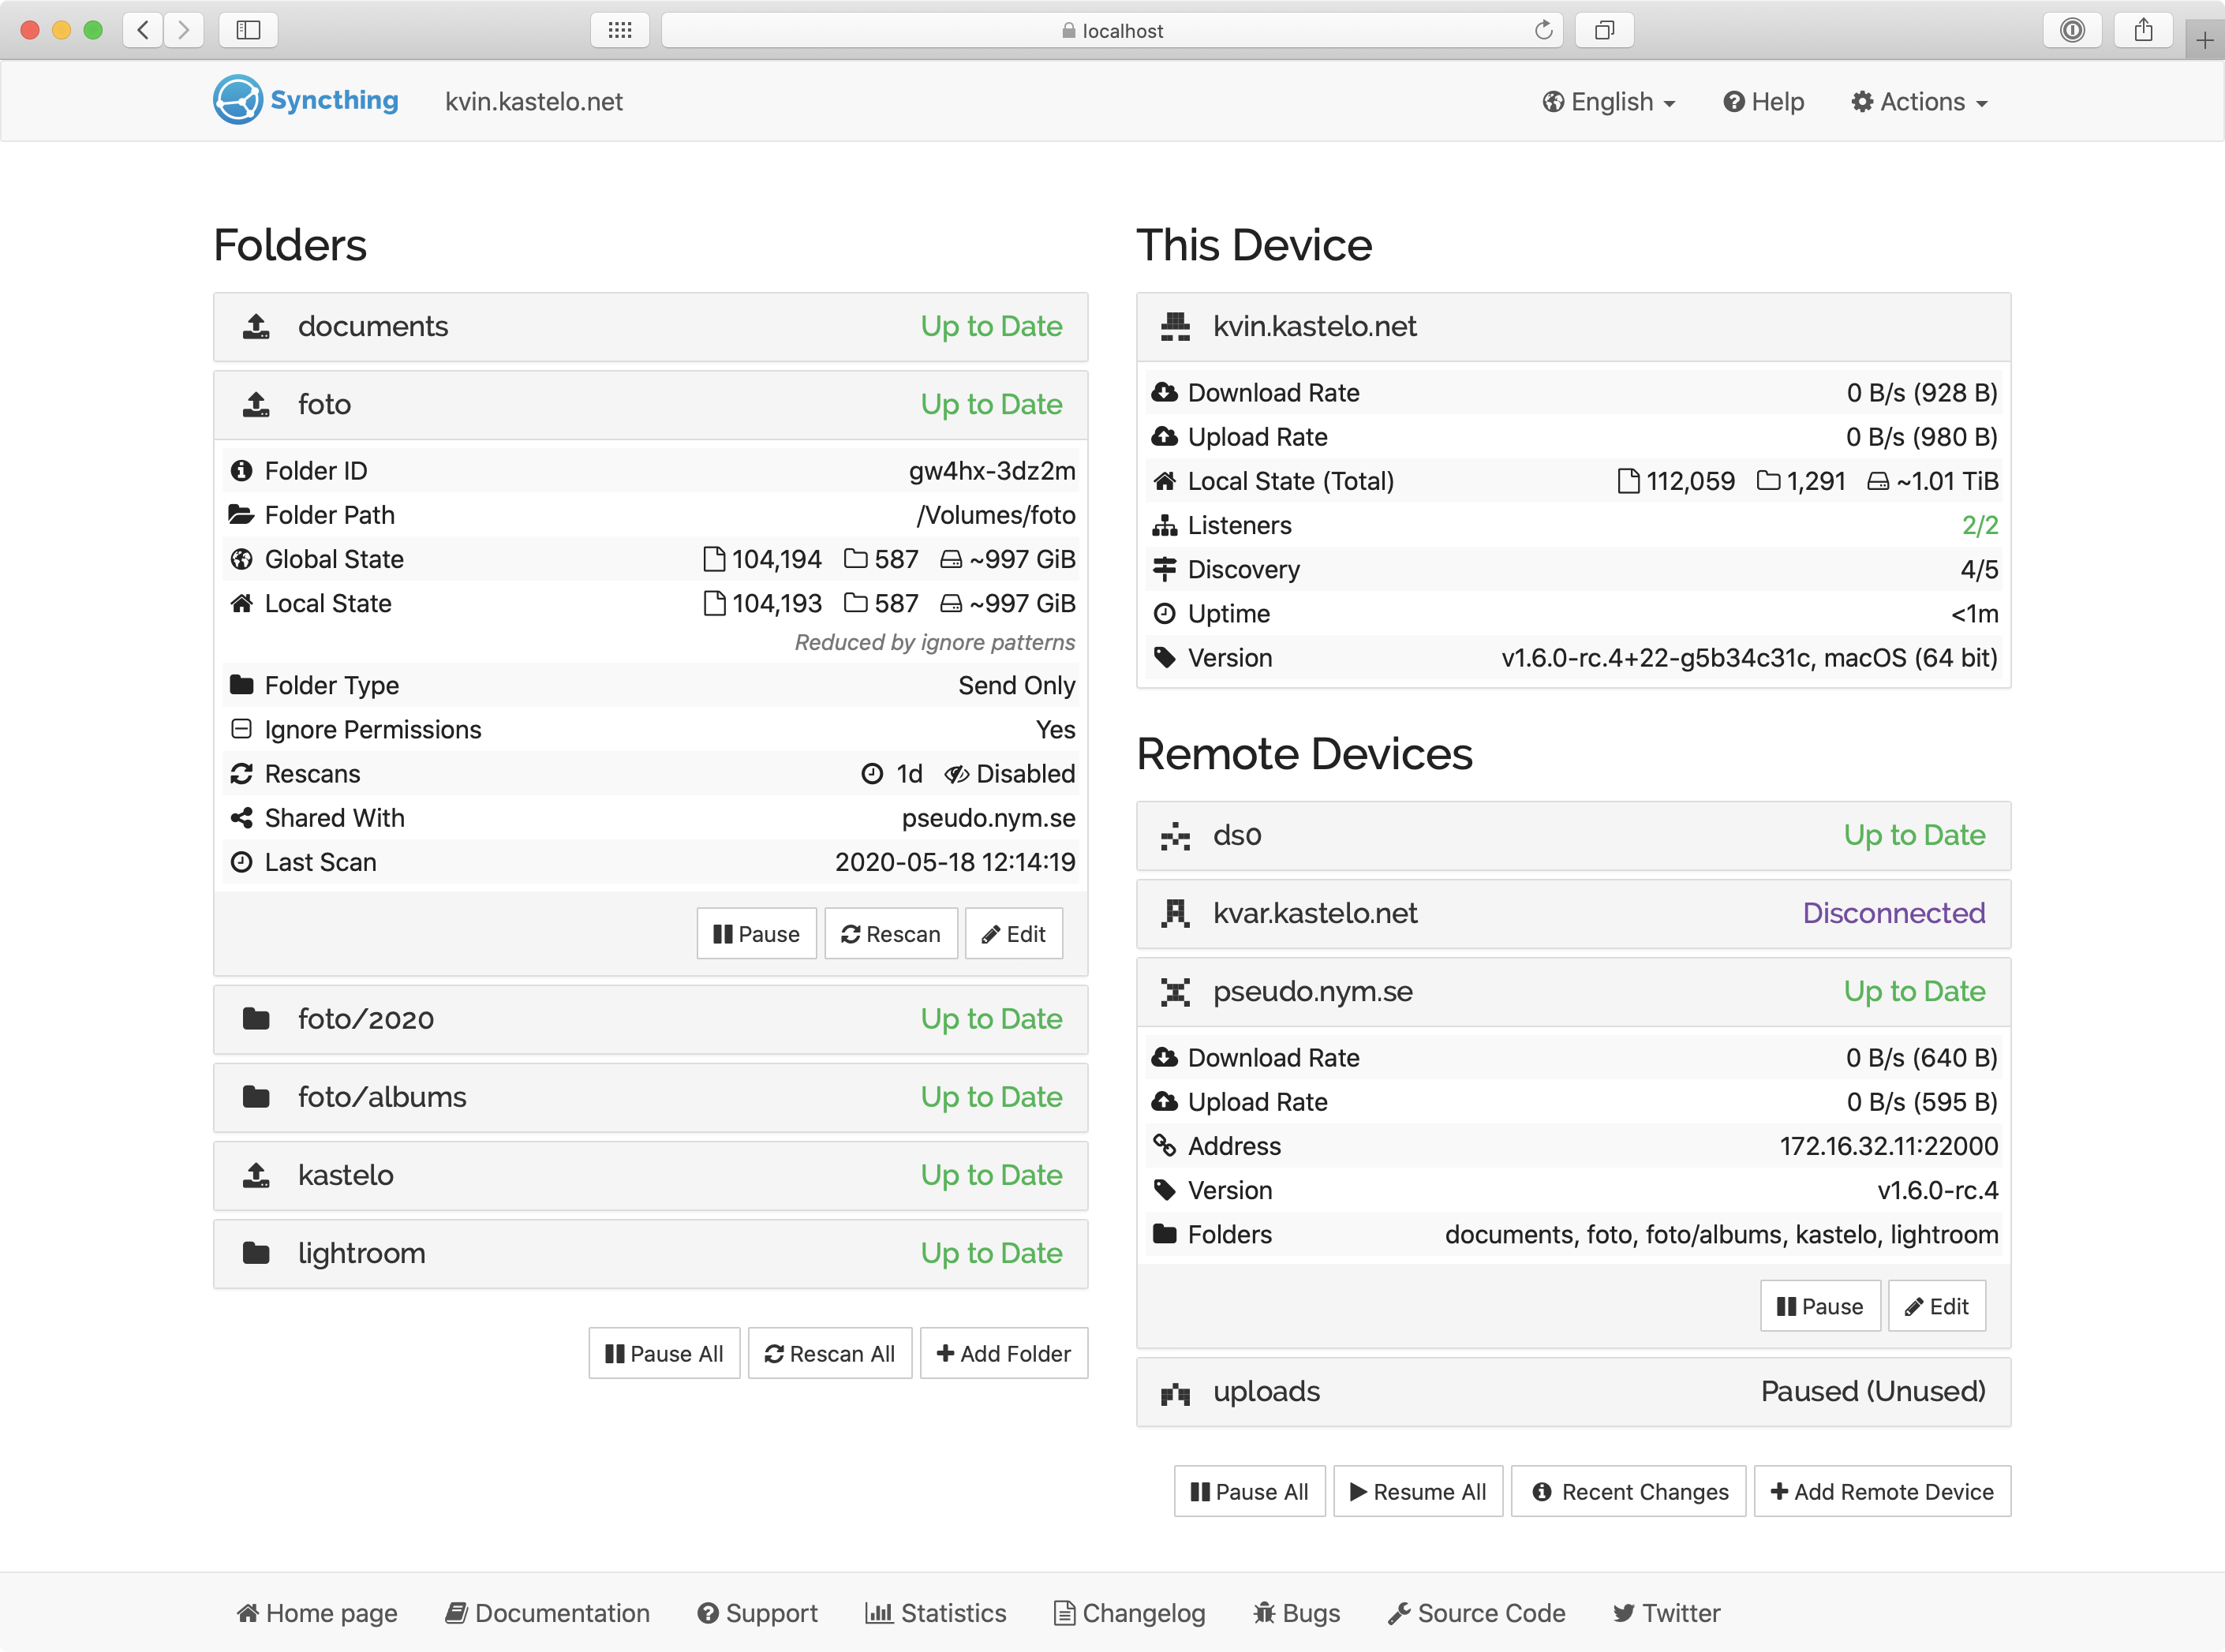 localhost
Syncthing kvin.kastelo.net English Help Actions
Folders
documents Up to Date
foto Up to Date
Folder ID gw4hx-3dz2m
Folder Path /Volumes/foto
Global State 104,194 587 ~997 GiB
Local State 104,193 587 ~997 GiB
Reduced by ignore patterns
Folder Type Send Only
Ignore Permissions Yes
Rescans 1d Disabled
Shared With pseudo.nym.se
Last Scan 2020-05-18 12:14:19
Pause Rescan Edit
foto/2020 Up to Date
foto/albums Up to Date
kastelo Up to Date
lightroom Up to Date
Pause All Rescan All Add Folder
This Device
kvin.kastelo.net
Download Rate 0 B/s (928 B)
Upload Rate 0 B/s (980 B)
Local State (Total) 112,059 1,291 ~1.01 TiB
Listeners 2/2
Discovery 4/5
Uptime <1m
Version v1.6.0-rc.4+22-g5b34c31c, macOS (64 bit)
Remote Devices
ds0 Up to Date
kvar.kastelo.net Disconnected
pseudo.nym.se Up to Date
Download Rate 0 B/s (640 B)
Upload Rate 0 B/s (595 B)
Address 172.16.32.11:22000
Version v1.6.0-rc.4
Folders documents, foto, foto/albums, kastelo, lightroom
Pause Edit
uploads Paused (Unused)
Pause All Resume All Recent Changes Add Remote Device
Home page Documentation Support Statistics Changelog Bugs Source Code Twitter